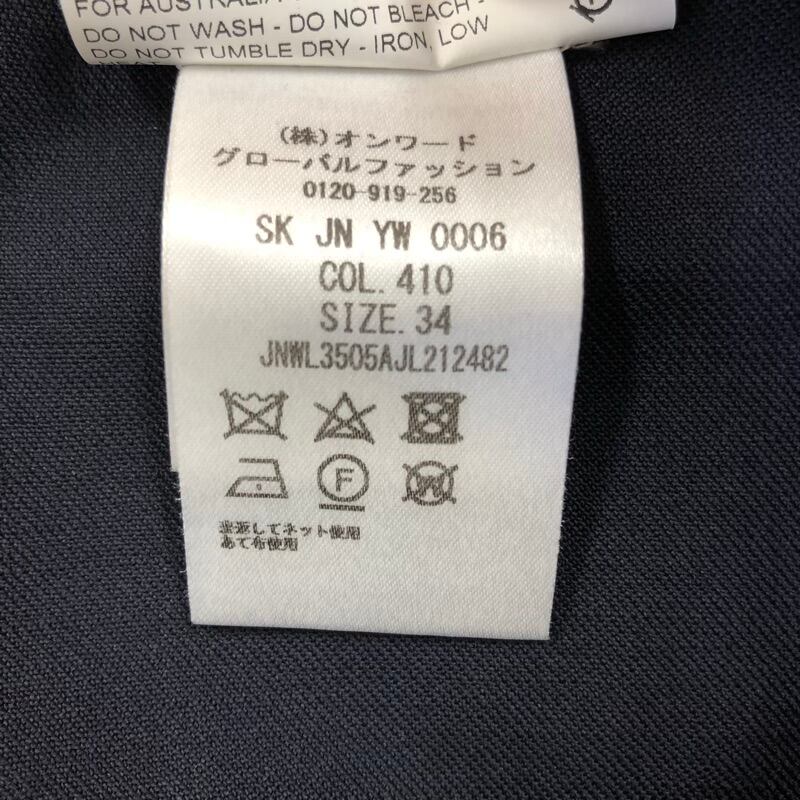 FOR AUSTRALIA
DO NOT WASH - DO NOT BLEACH -
DO NOT TUMBLE DRY - IRON, LOW
(株)オンワード
グローバルファッション
0120-919-256
SK JN YW 0006
COL. 410
SIZE. 34
JNWL3505AJL212482
F
W
裏返してネット使用
あて布使用